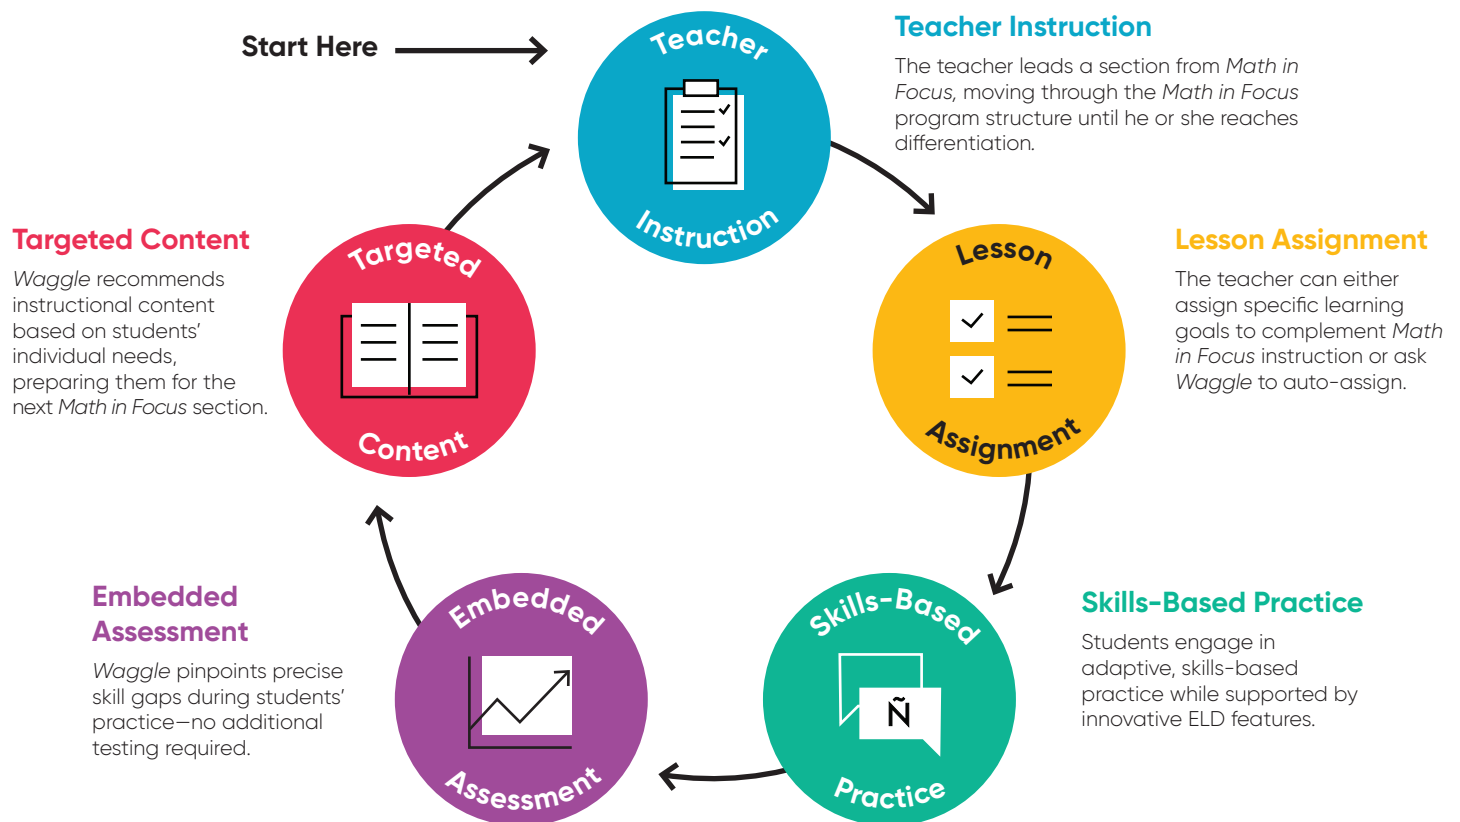 Start Here
Teacher
Instruction
Teacher Instruction
The teacher leads a section from Math in
Focus, moving through the Math in Focus
program structure until he or she reaches
differentiation.
Lesson
Assignment
Lesson Assignment
The teacher can either
assign specific learning
goals to complement Math
in Focus instruction or ask
Waggle to auto-assign.
Skills-Based
Ñ
Practice
Skills-Based Practice
Students engage in
adaptive, skills-based
practice while supported by
innovative ELD features.
Embedded
Assessment
Embedded
Assessment
Waggle pinpoints precise
skill gaps during students’
practice—no additional
testing required.
Targeted
Content
Targeted Content
Waggle recommends
instructional content
based on students’
individual needs,
preparing them for the
next Math in Focus section.